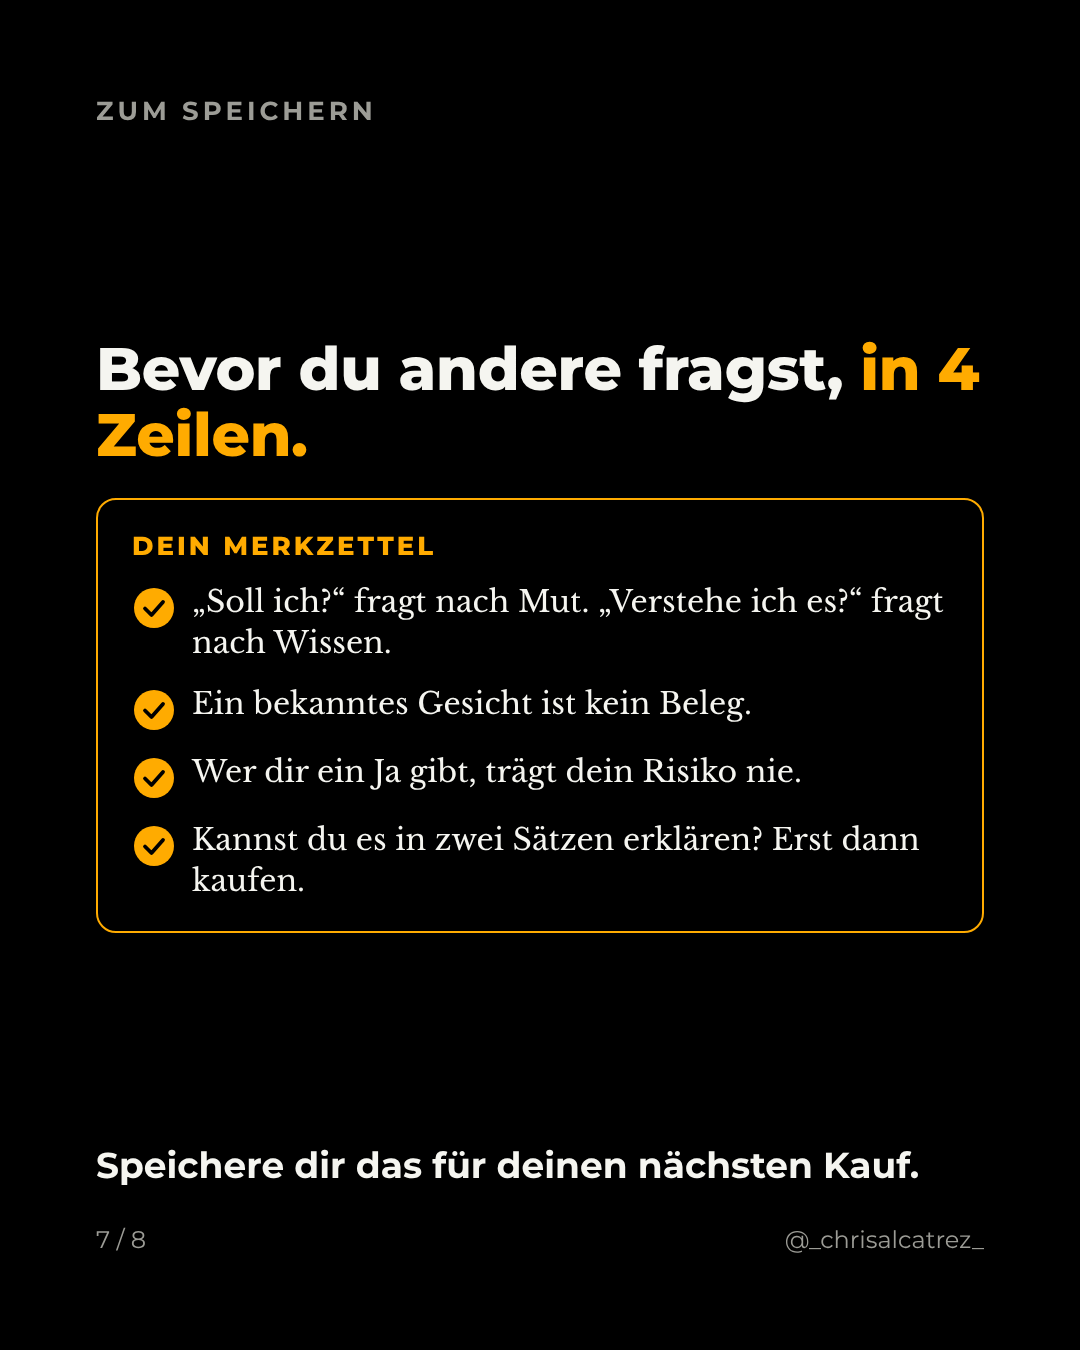 ZUM SPEICHERN
Bevor du andere fragst, in 4
Zeilen.
DEIN MERKZETTEL
„Soll ich?“ fragt nach Mut. „Verstehe ich es?“ fragt
nach Wissen.
Ein bekanntes Gesicht ist kein Beleg.
Wer dir ein Ja gibt, trägt dein Risiko nie.
Kannst du es in zwei Sätzen erklären? Erst dann
kaufen.
Speichere dir das für deinen nächsten Kauf.
7 / 8
@_chrisalcatrez_